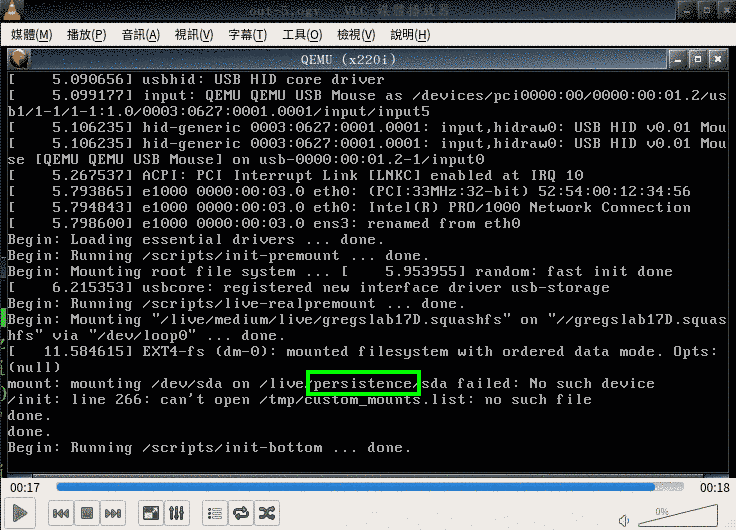 out-3.ogv - VLC 媒體播放器
媒體(M) 播放(P) 音訊(A) 視訊(V) 字幕(T) 工具(O) 檢視(V) 說明(H)
QEMU (x220i)
[    5.090656] usbhid: USB HID core driver
[    5.099177] input: QEMU QEMU USB Mouse as /devices/pci0000:00/0000:00:01.2/us
b1/1-1/1-1:1.0/0003:0627:0001.0001/input/input5
[    5.106235] hid-generic 0003:0627:0001.0001: input,hidraw0: USB HID v0.01 Mou
[    5.106235] hid-generic 0003:0627:0001.0001: input,hidraw0: USB HID v0.01 Mou
se [QEMU QEMU USB Mouse] on usb-0000:00:01.2-1/input0
[    5.267537] ACPI: PCI Interrupt Link [LNKC] enabled at IRQ 10
[    5.793865] e1000 0000:00:03.0 eth0: (PCI:33MHz:32-bit) 52:54:00:12:34:56
[    5.794843] e1000 0000:00:03.0 eth0: Intel(R) PRO/1000 Network Connection
[    5.798600] e1000 0000:00:03.0 ens3: renamed from eth0
Begin: Loading essential drivers ... done.
Begin: Running /scripts/init-premount ... done.
Begin: Mounting root file system ... [    5.953955] random: fast init done
[    6.215353] usbcore: registered new interface driver usb-storage
Begin: Running /scripts/live-realpremount ... done.
Begin: Mounting "/live/medium/live/gregslab17D.squashfs" on "//gregslab17D.squas
hfs" via "/dev/loop0" ... done.
[   11.584615] EXT4-fs (dm-0): mounted filesystem with ordered data mode. Opts:
(null)
mount: mounting /dev/sda on /live/persistence/sda failed: No such device
/init: line 266: can't open /tmp/custom_mounts.list: no such file
done.
done.
Begin: Running /scripts/init-bottom ... done.
00:17 00:18
0%